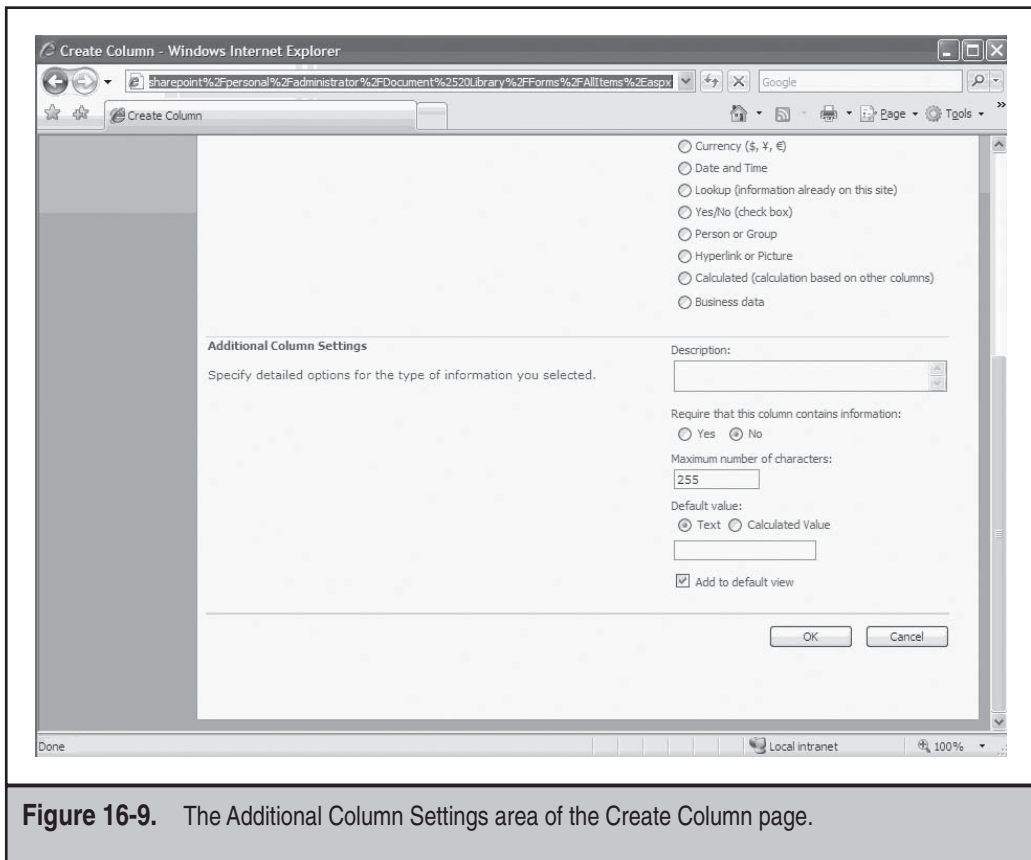 Create Column - Windows Internet Explorer
sharepoint%2Fpersonal%2Fadministrator%2FDocument%2520Library%2FForms%2FAllItems%2Easpx
Google
Create Column
Page
Tools
»
Currency ($, ¥, €)
Date and Time
Lookup (information already on this site)
Yes/No (check box)
Person or Group
Hyperlink or Picture
Calculated (calculation based on other columns)
Business data
Additional Column Settings
Specify detailed options for the type of information you selected.
Description:
Require that this column contains information:
Yes No
Maximum number of characters:
255
Default value:
Text Calculated Value
Add to default view
OK Cancel
Done
Local intranet
100%
Figure 16-9. The Additional Column Settings area of the Create Column page.